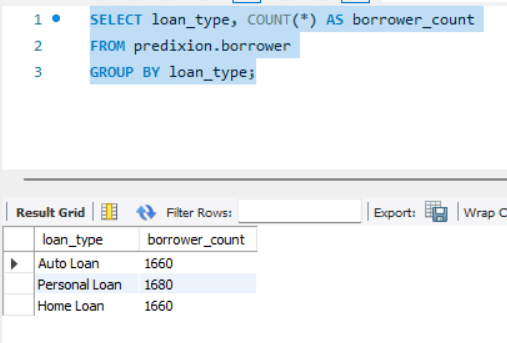 1 SELECT loan_type, COUNT(*) AS borrower_count
2 FROM predixion.borrower
3 GROUP BY loan_type;
Result Grid Filter Rows: Export: Wrap C
loan_type borrower_count
Auto Loan 1660
Personal Loan 1680
Home Loan 1660